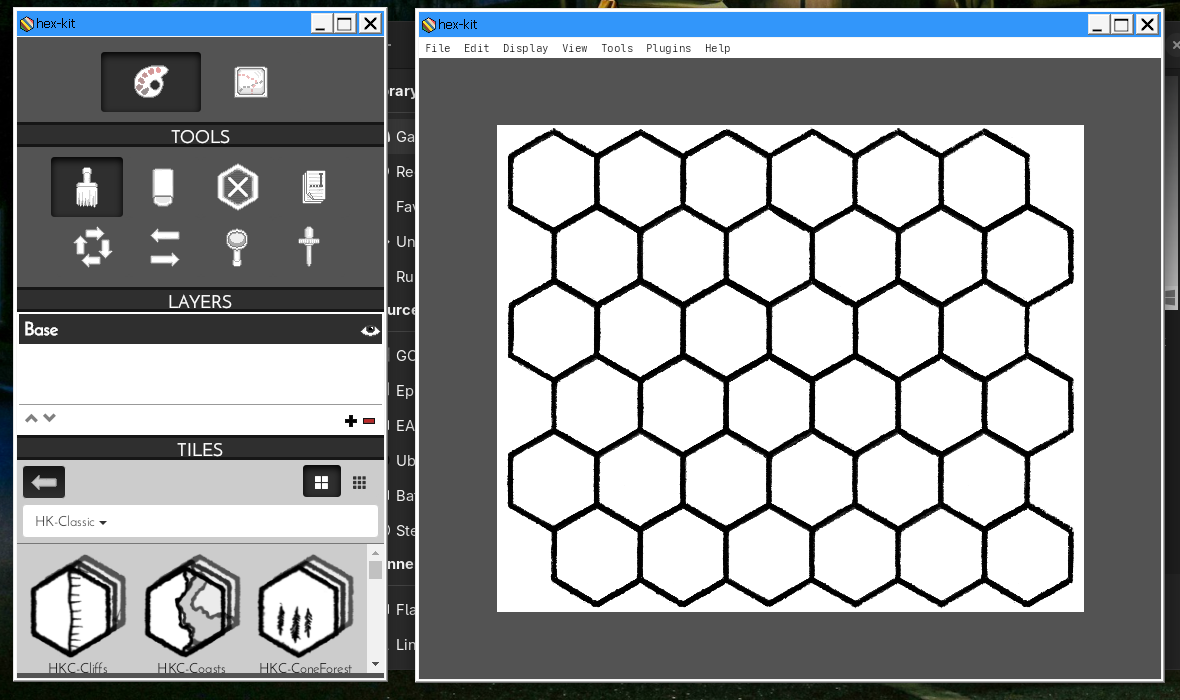 hex-kit
TOOLS
LAYERS
Base
TILES
HK-Classic
HKC-Cliffs
HKC-Coasts
HKC-ConeForest
hex-kit
File Edit Display View Tools Plugins Help
rary
Ga
Re
Fav
Un
Ru
urce
GO
Ep
EA
Ub
Bat
Ste
nne
Fla
Lin